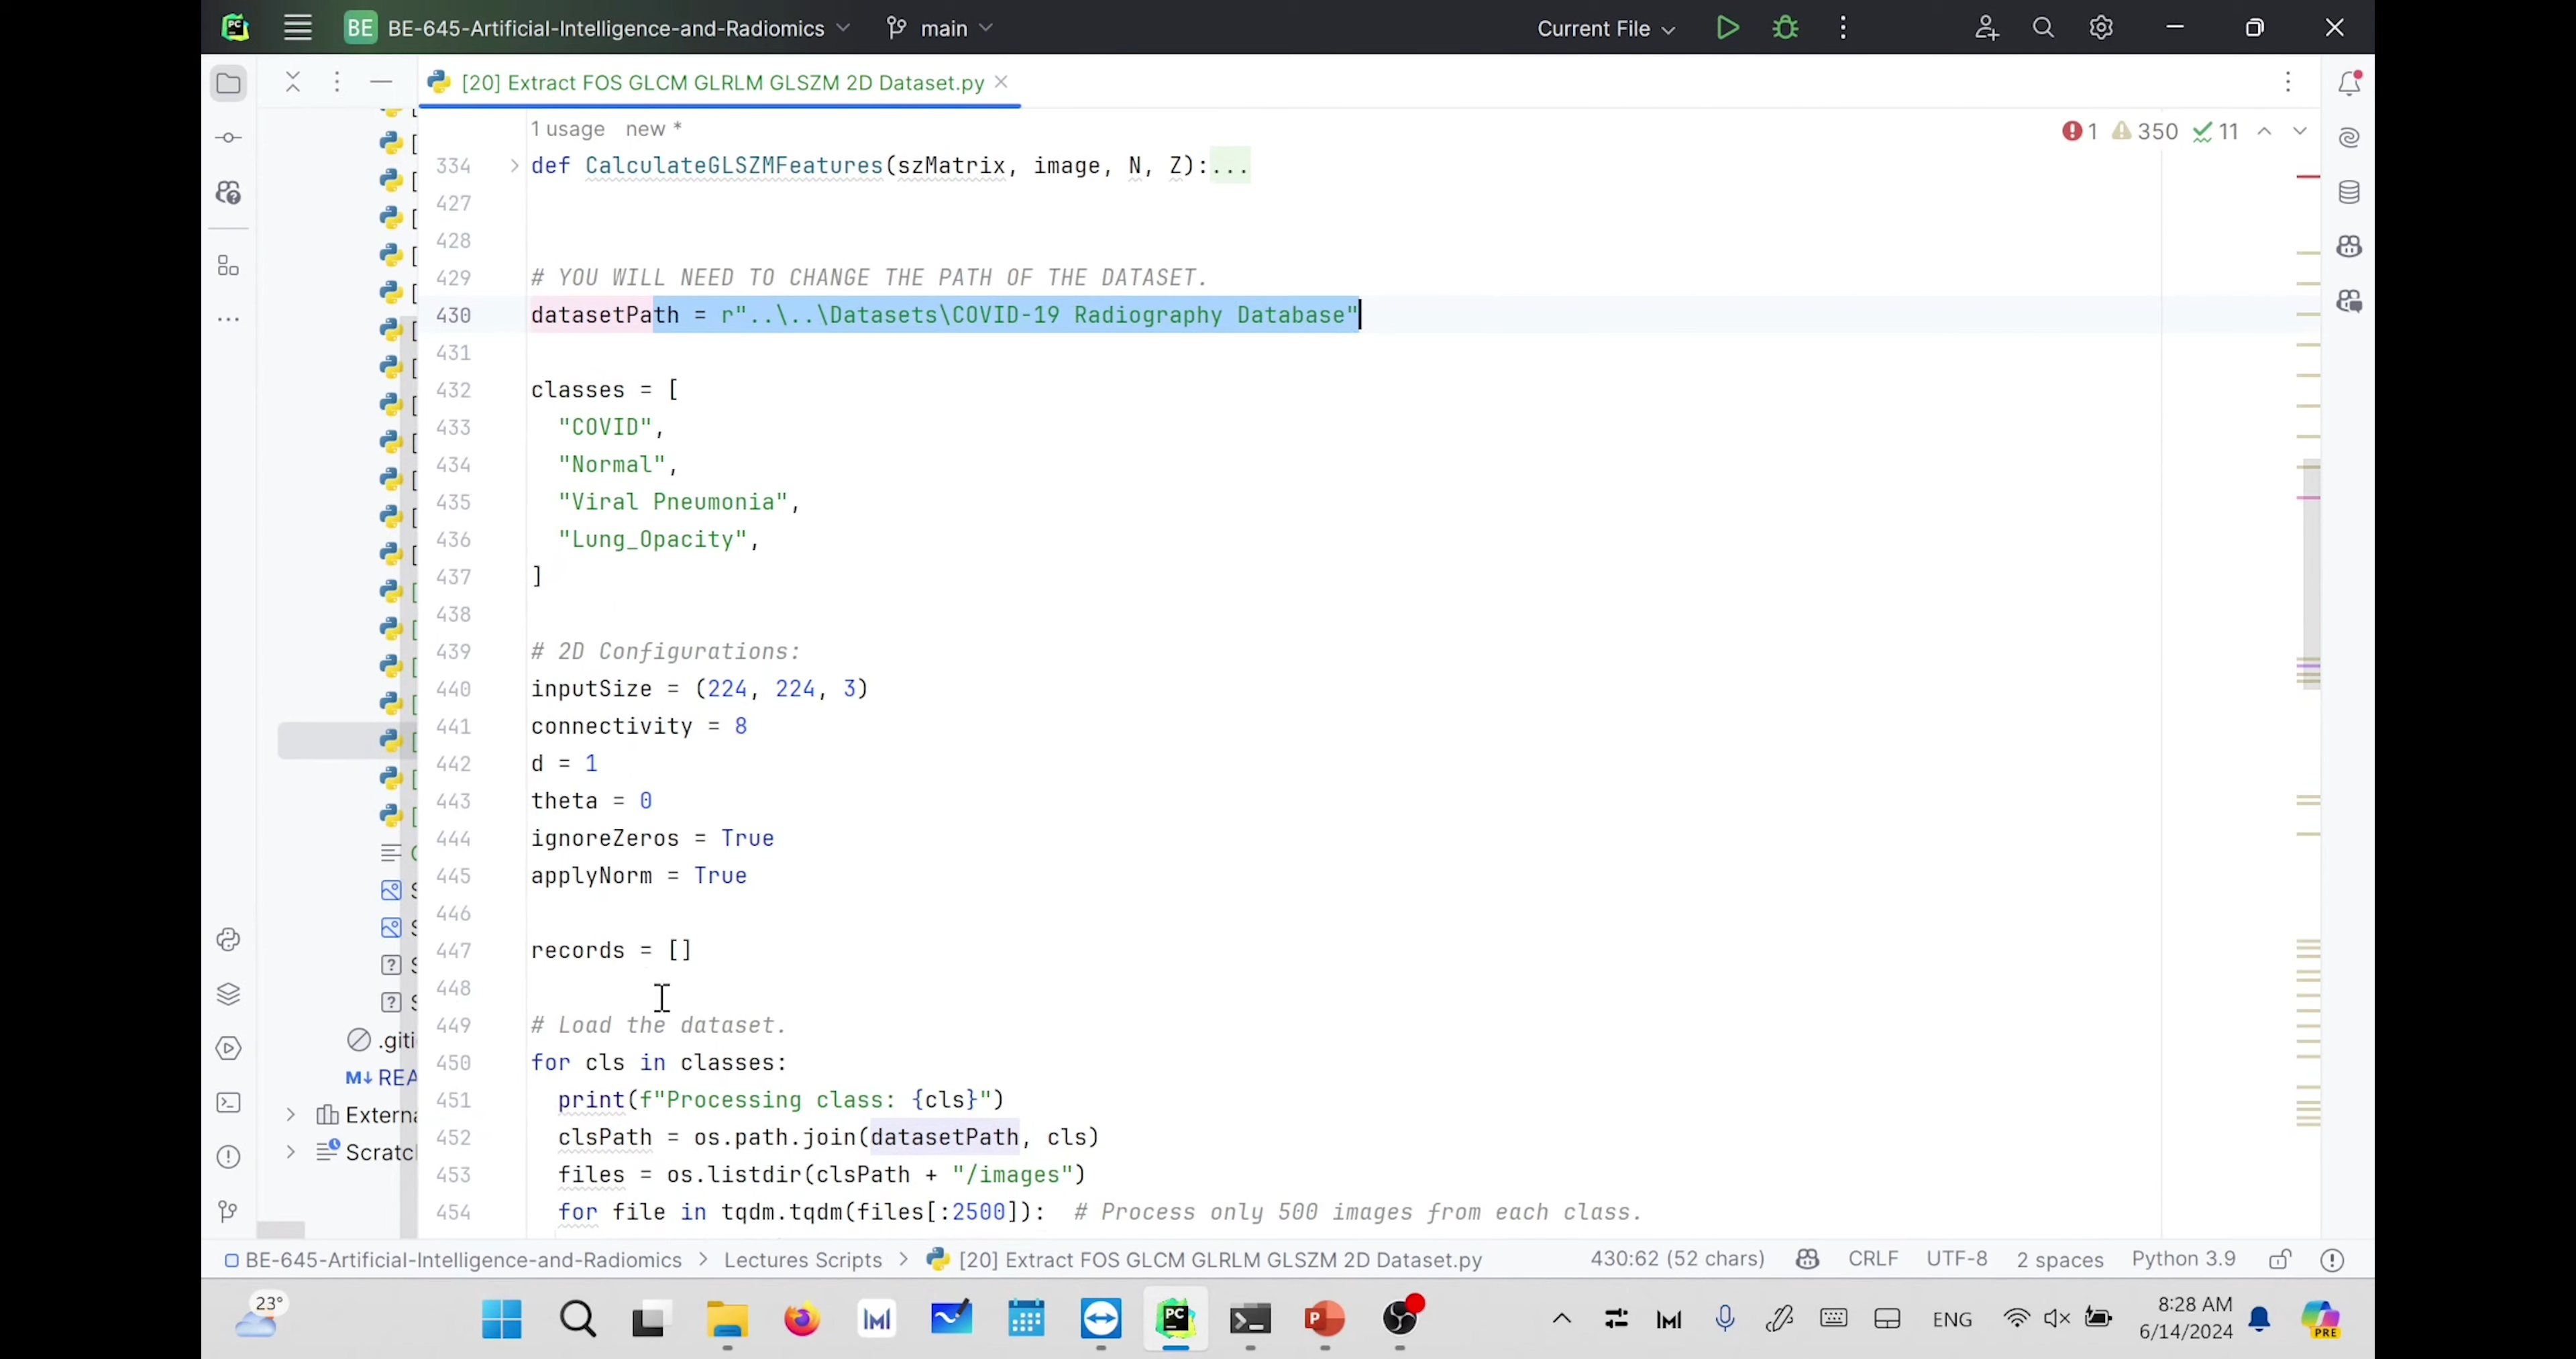 BE BE-645-Artificial-Intelligence-and-Radiomics main Current File
[20] Extract FOS GLCM GLRLM GLSZM 2D Dataset.py
1 usage new *
1 350 11
334 def CalculateGLSZMFeatures(szMatrix, image, N, Z):...
427
428
429 # YOU WILL NEED TO CHANGE THE PATH OF THE DATASET.
430 datasetPath = r"..\..\Datasets\COVID-19 Radiography Database"
431
432 classes = [
433 "COVID",
434 "Normal",
435 "Viral Pneumonia",
436 "Lung_Opacity",
437 ]
438
439 # 2D Configurations:
440 inputSize = (224, 224, 3)
441 connectivity = 8
442 d = 1
443 theta = 0
444 ignoreZeros = True
445 applyNorm = True
446
447 records = []
448
449 # Load the dataset.
450 for cls in classes:
451 print(f"Processing class: {cls}")
452 clsPath = os.path.join(datasetPath, cls)
453 files = os.listdir(clsPath + "/images")
454 for file in tqdm.tqdm(files[:2500]): # Process only 500 images from each class.
.giti
M↓ REA
Externa
Scratc
BE-645-Artificial-Intelligence-and-Radiomics > Lectures Scripts > [20] Extract FOS GLCM GLRLM GLSZM 2D Dataset.py 430:62 (52 chars) CRLF UTF-8 2 spaces Python 3.9
23° ENG 8:28 AM
6/14/2024
PRE